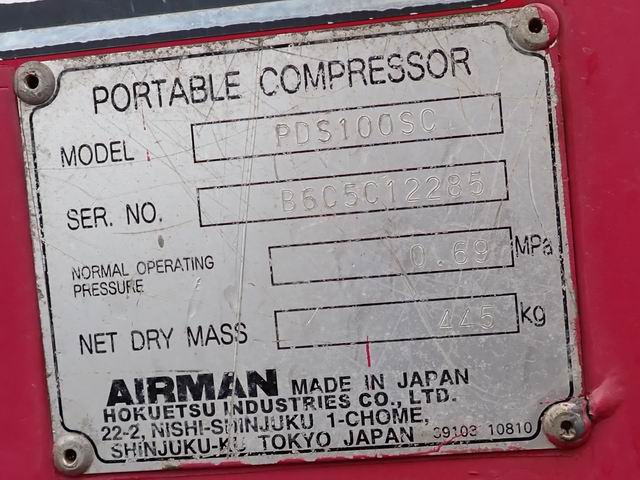 PORTABLE COMPRESSOR
MODEL PDS100SC
SER. NO. B6C5C12285
NORMAL OPERATING
PRESSURE 0.69 MPa
NET DRY MASS 445 kg
AIRMAN MADE IN JAPAN
HOKUETSU INDUSTRIES CO., LTD.
22-2, NISHI-SHINJUKU 1-CHOME,
SHINJUKU-KU TOKYO JAPAN 39103 10810